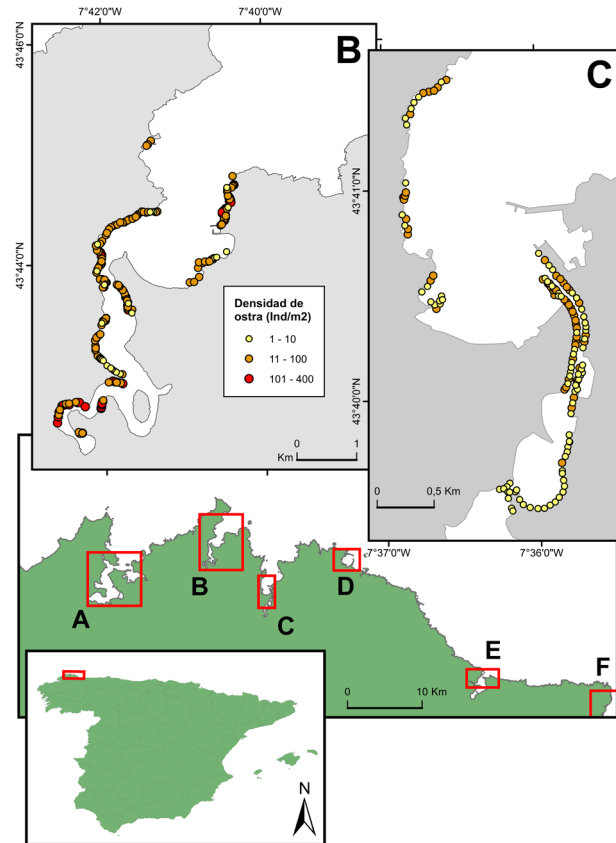 7°42'0"W
7°40'0"W
43°46'0"N
B
C
43°41'0"N
43°44'0"N
Densidad de
ostra (Ind/m2)
1 - 10
11 - 100
101 - 400
0
1
Km
43°40'0"N
0
0,5 Km
7°37'0"W
7°36'0"W
A
B
C
D
E
F
0
10 Km
N